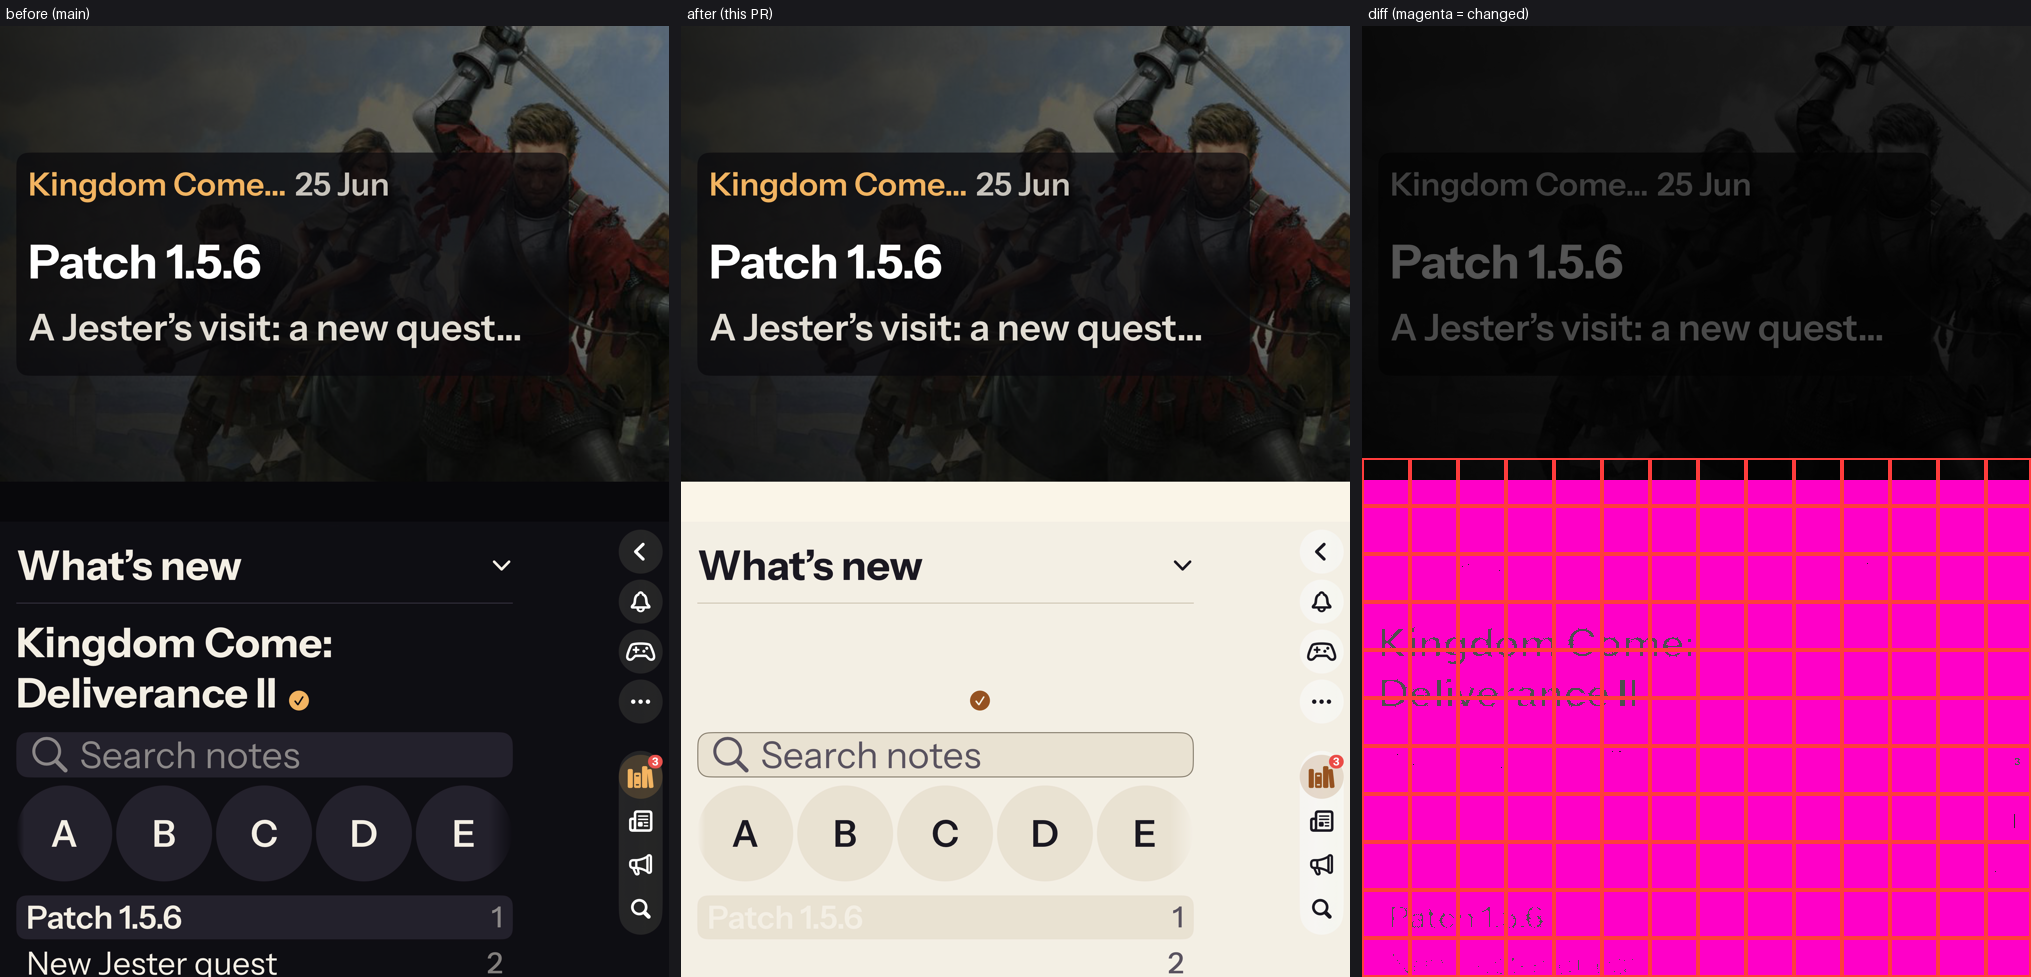 before (main)
Kingdom Come... 25 Jun
Patch 1.5.6
A Jester's visit: a new quest...
What's new
Kingdom Come:
Deliverance II
Search notes
A B C D E
Patch 1.5.6 1
New Jester quest 2
3
after (this PR)
Kingdom Come... 25 Jun
Patch 1.5.6
A Jester's visit: a new quest...
What's new
Search notes
A B C D E
Patch 1.5.6 1
2
3
diff (magenta = changed)
Kingdom Come... 25 Jun
Patch 1.5.6
A Jester's visit: a new quest...
Kingdom Come:
Deliverance II
Patch 1.5.6
3